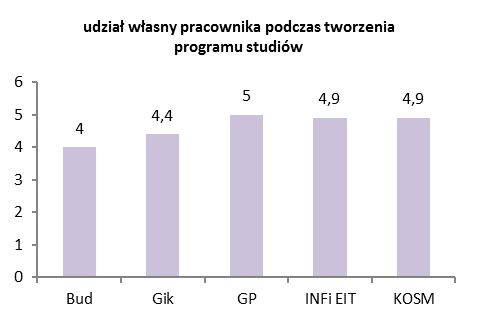 udział własny pracownika podczas tworzenia
programu studiów
6
5
4
3
2
1
0
4
4,4
5
4,9
4,9
Bud
Gik
GP
INFi EIT
KOSM